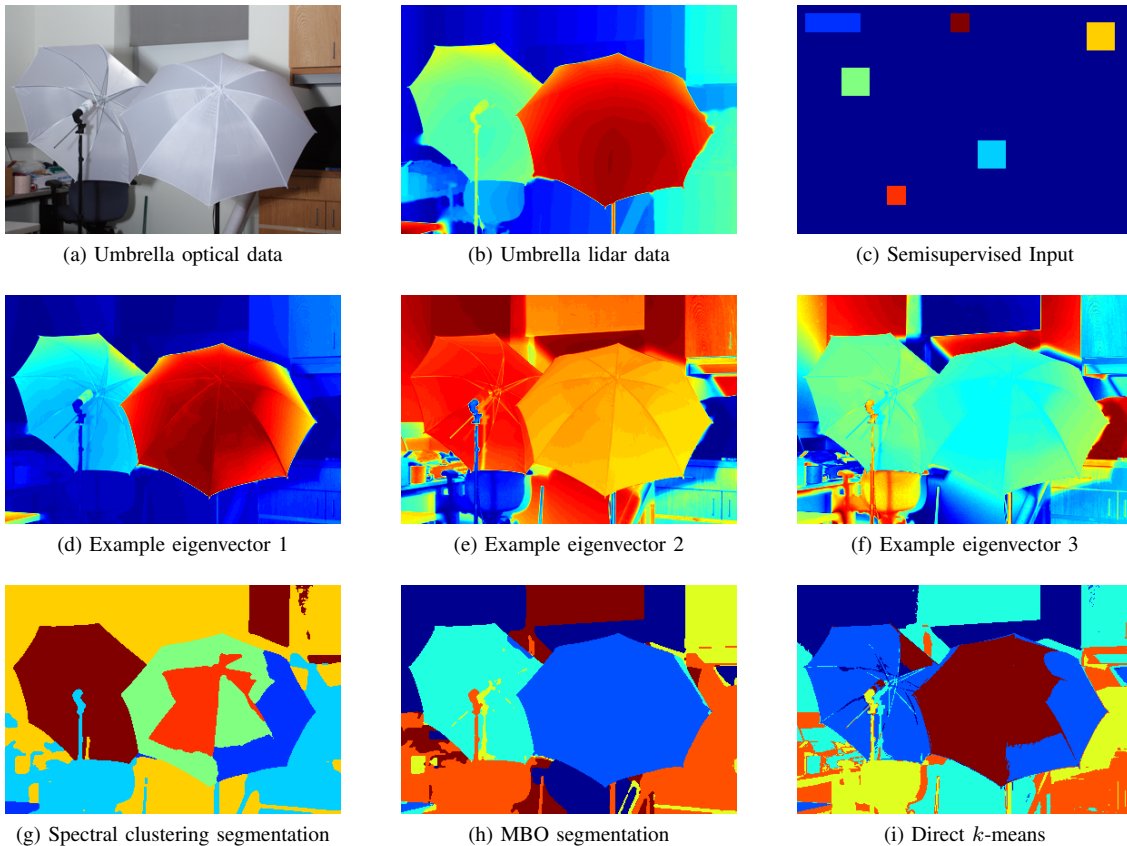 (a) Umbrella optical data
(b) Umbrella lidar data
(c) Semisupervised Input
(d) Example eigenvector 1
(e) Example eigenvector 2
(f) Example eigenvector 3
(g) Spectral clustering segmentation
(h) MBO segmentation
(i) Direct k-means